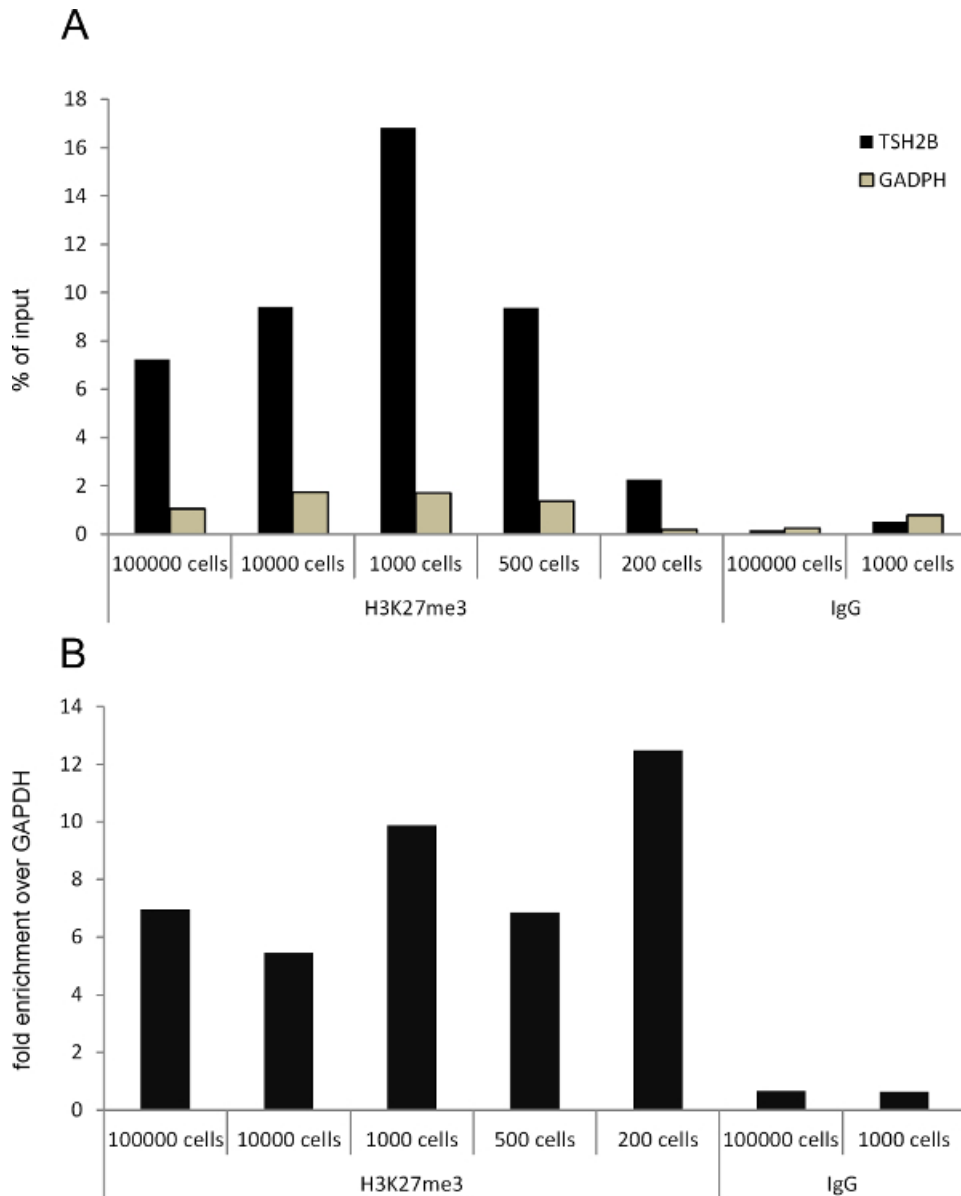 A
18
16
14
12
10
8
6
4
2
0
% of input
TSH2B
GADPH
100000 cells 10000 cells 1000 cells 500 cells 200 cells 100000 cells 1000 cells
H3K27me3 IgG
B
14
12
10
8
6
4
2
0
fold enrichment over GAPDH
100000 cells 10000 cells 1000 cells 500 cells 200 cells 100000 cells 1000 cells
H3K27me3 IgG